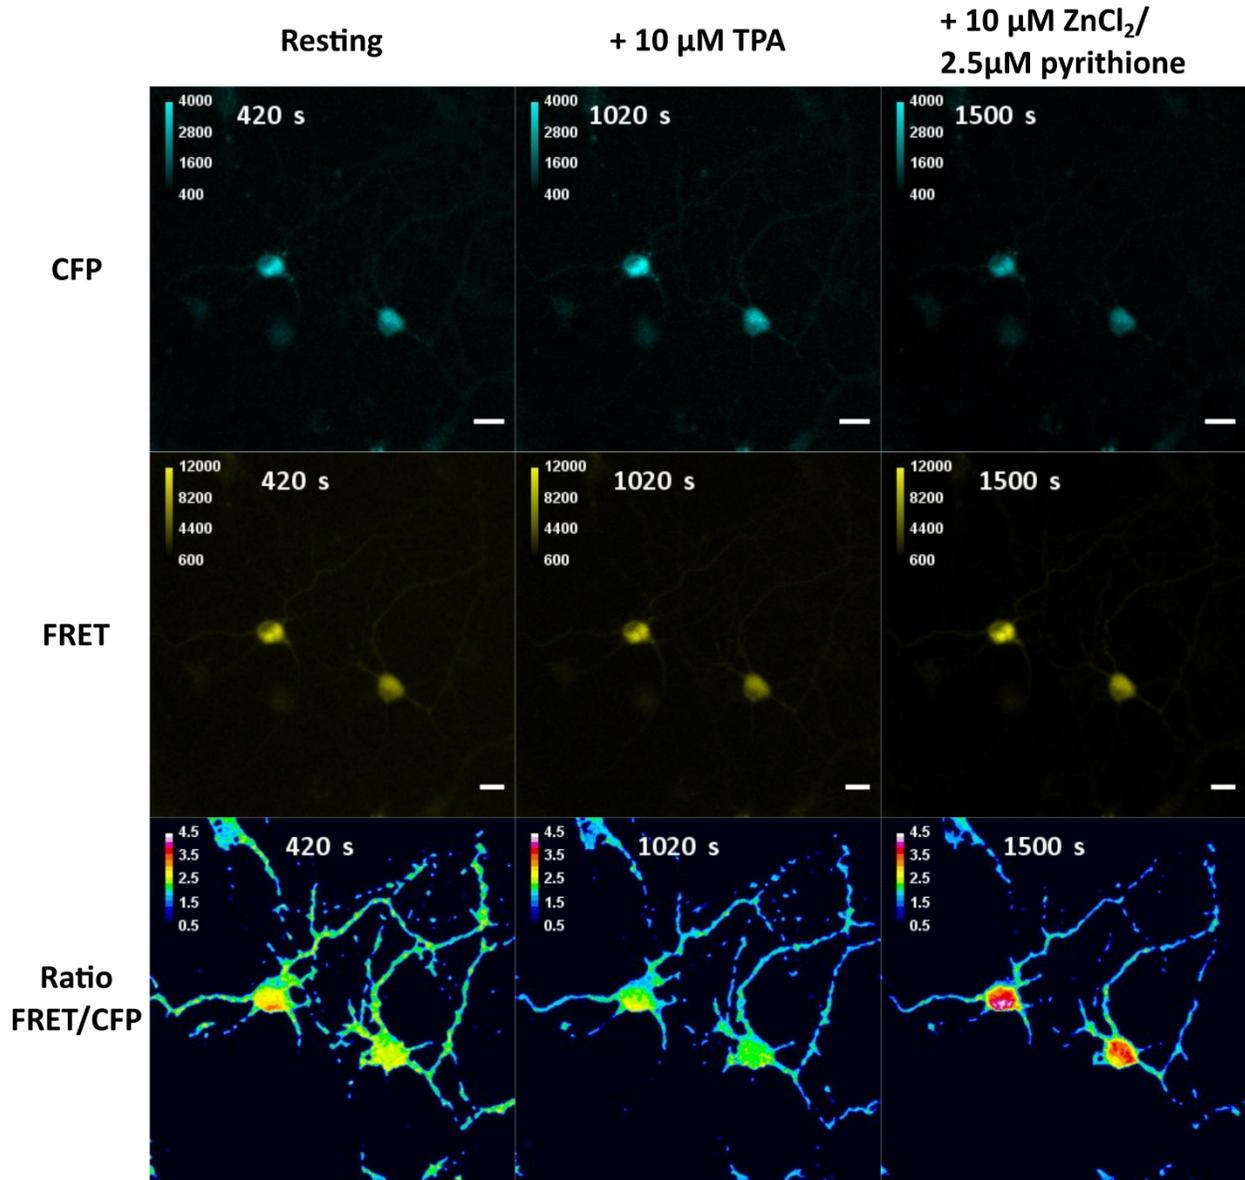 Resting
+ 10 µM TPA
+ 10 µM ZnCl₂/
2.5µM pyrithione
CFP
4000
2800
1600
400
420 s
4000
2800
1600
400
1020 s
4000
2800
1600
400
1500 s
FRET
12000
8200
4400
600
420 s
12000
8200
4400
600
1020 s
12000
8200
4400
600
1500 s
Ratio
FRET/CFP
4.5
3.5
2.5
1.5
0.5
420 s
4.5
3.5
2.5
1.5
0.5
1020 s
4.5
3.5
2.5
1.5
0.5
1500 s